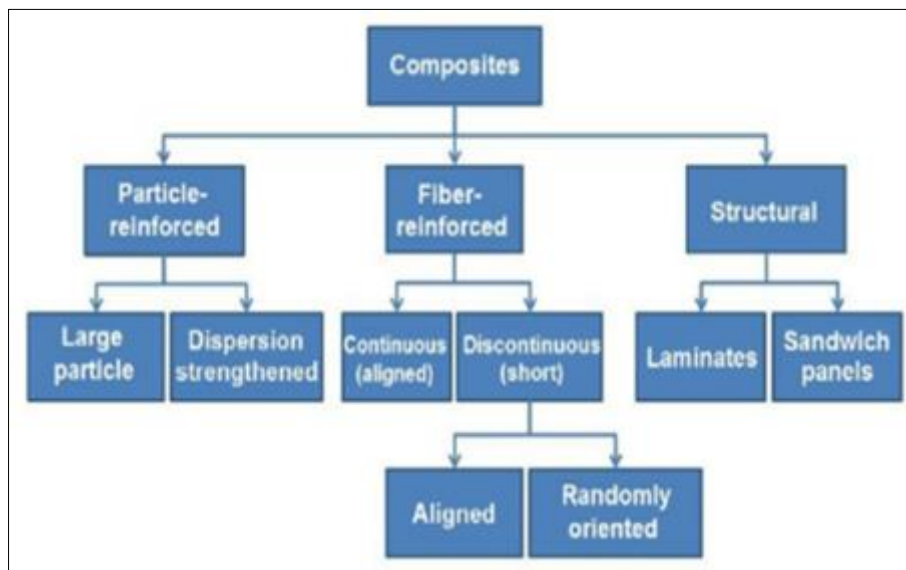 Composites
Particle-
reinforced
Fiber-
reinforced
Structural
Large
particle
Dispersion
strengthened
Continuous
(aligned)
Discontinuous
(short)
Laminates
Sandwich
panels
Aligned
Randomly
oriented